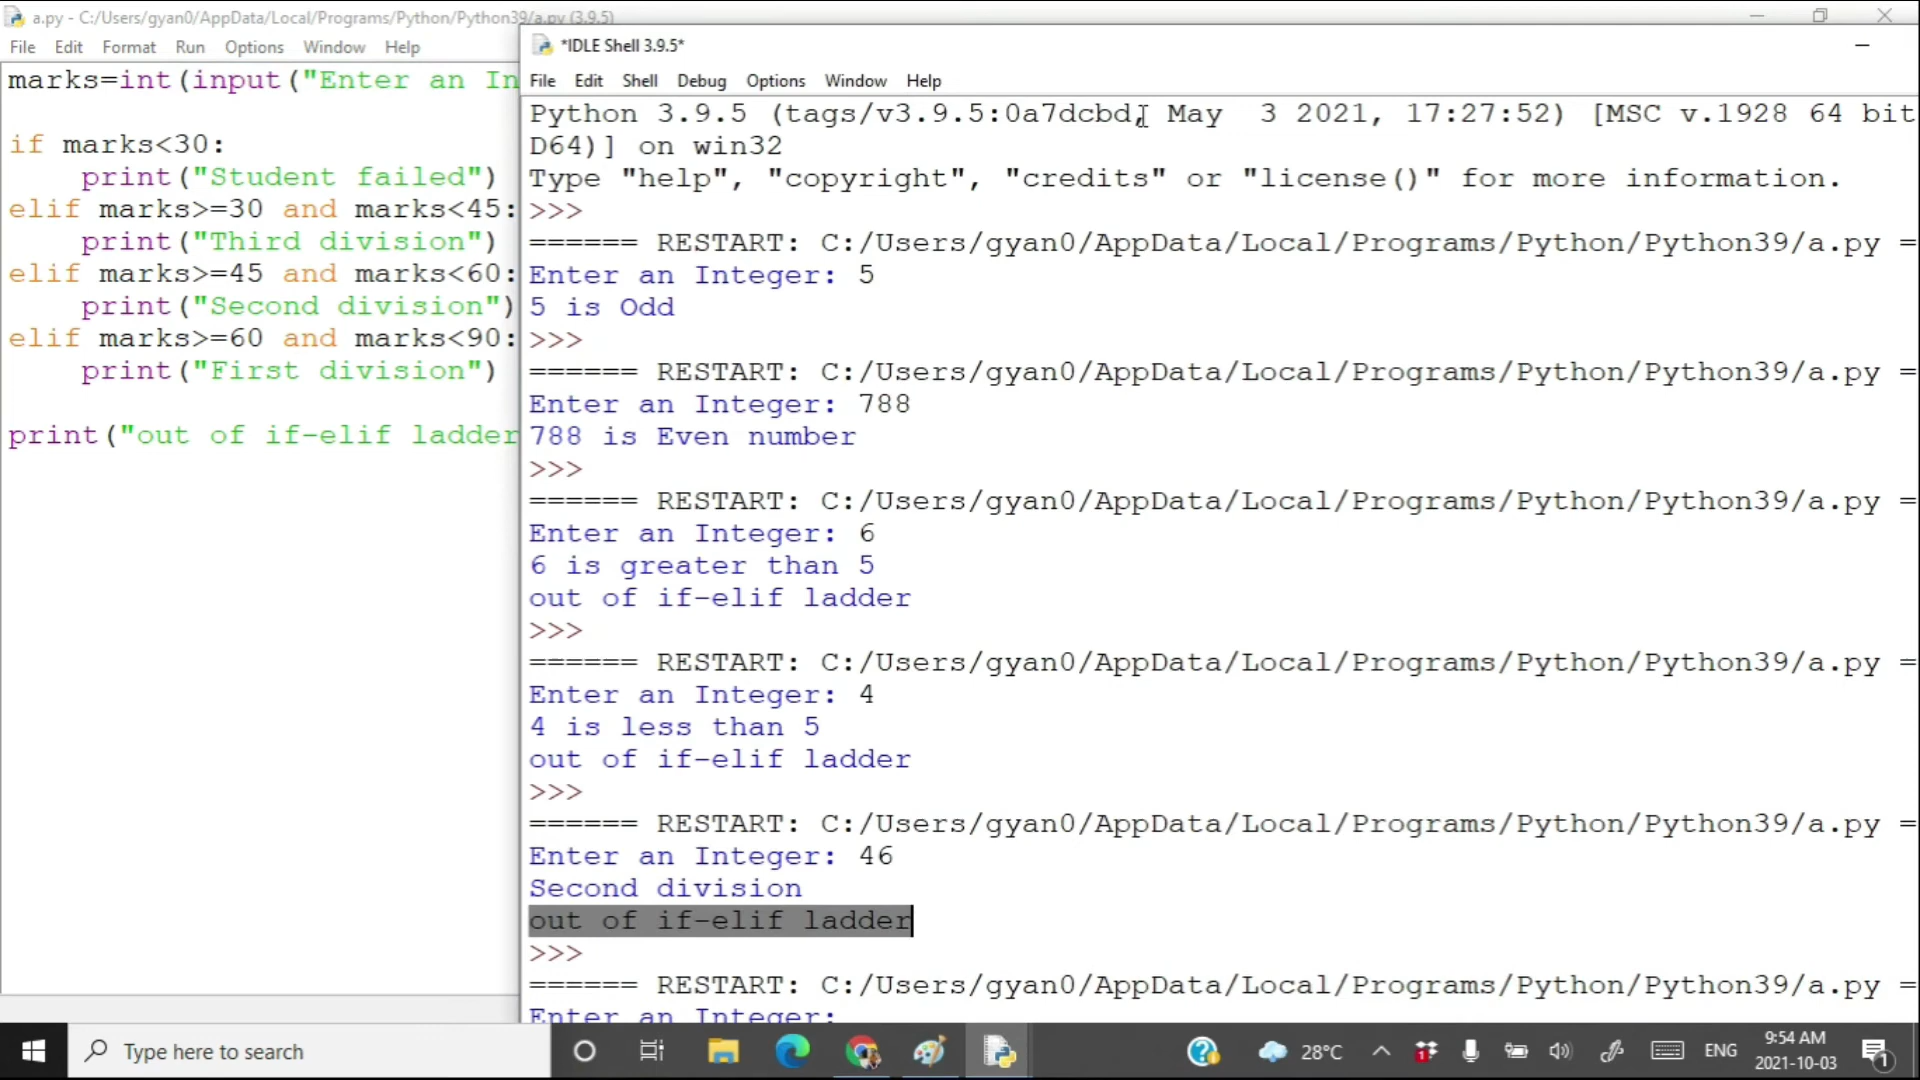 a.py - C:/Users/gyan0/AppData/Local/Programs/Python/Python39/a.py (3.9.5)
File Edit Format Run Options Window Help
marks=int(input("Enter an In
if marks<30:
print("Student failed")
elif marks>=30 and marks<45:
print("Third division")
elif marks>=45 and marks<60:
print("Second division")
elif marks>=60 and marks<90:
print("First division")
print("out of if-elif ladder
*IDLE Shell 3.9.5*
File Edit Shell Debug Options Window Help
Python 3.9.5 (tags/v3.9.5:0a7dcbd, May  3 2021, 17:27:52) [MSC v.1928 64 bit
D64)] on win32
Type "help", "copyright", "credits" or "license()" for more information.
>>>
====== RESTART: C:/Users/gyan0/AppData/Local/Programs/Python/Python39/a.py =
Enter an Integer: 5
5 is Odd
>>>
====== RESTART: C:/Users/gyan0/AppData/Local/Programs/Python/Python39/a.py =
Enter an Integer: 788
788 is Even number
>>>
====== RESTART: C:/Users/gyan0/AppData/Local/Programs/Python/Python39/a.py =
Enter an Integer: 6
6 is greater than 5
out of if-elif ladder
>>>
====== RESTART: C:/Users/gyan0/AppData/Local/Programs/Python/Python39/a.py =
Enter an Integer: 4
4 is less than 5
out of if-elif ladder
>>>
====== RESTART: C:/Users/gyan0/AppData/Local/Programs/Python/Python39/a.py =
Enter an Integer: 46
Second division
out of if-elif ladder
>>>
====== RESTART: C:/Users/gyan0/AppData/Local/Programs/Python/Python39/a.py =
Enter an Integer:
Type here to search
28°C
ENG
9:54 AM
2021-10-03
1